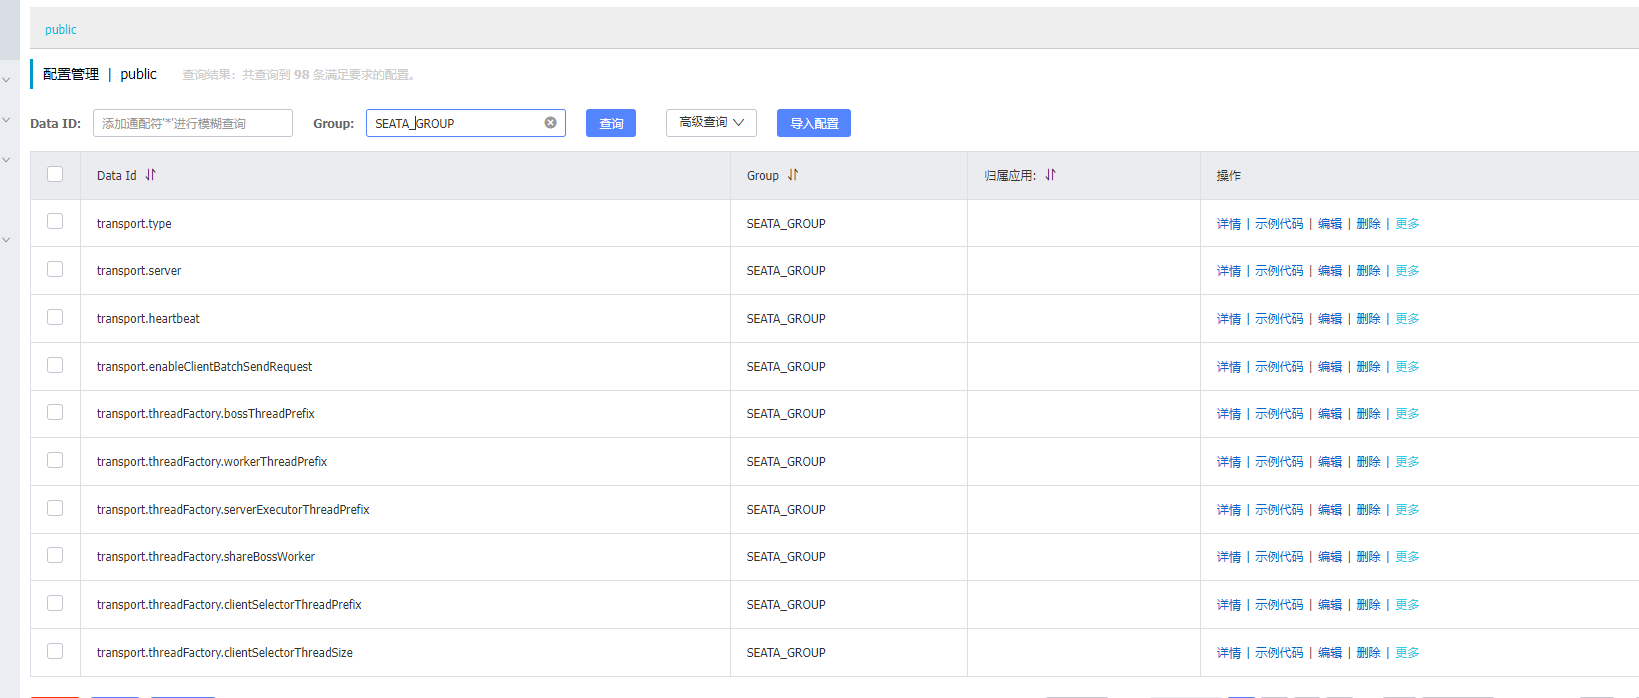 public
配置管理 | public 查询结果：共查询到 98 条满足要求的配置。
Data ID: 添加通配符'*'进行模糊查询 Group: SEATA_GROUP 查询 高级查询 导入配置
Data Id Group 归属应用: 操作
transport.type SEATA_GROUP 详情 | 示例代码 | 编辑 | 删除 | 更多
transport.server SEATA_GROUP 详情 | 示例代码 | 编辑 | 删除 | 更多
transport.heartbeat SEATA_GROUP 详情 | 示例代码 | 编辑 | 删除 | 更多
transport.enableClientBatchSendRequest SEATA_GROUP 详情 | 示例代码 | 编辑 | 删除 | 更多
transport.threadFactory.bossThreadPrefix SEATA_GROUP 详情 | 示例代码 | 编辑 | 删除 | 更多
transport.threadFactory.workerThreadPrefix SEATA_GROUP 详情 | 示例代码 | 编辑 | 删除 | 更多
transport.threadFactory.serverExecutorThreadPrefix SEATA_GROUP 详情 | 示例代码 | 编辑 | 删除 | 更多
transport.threadFactory.shareBossWorker SEATA_GROUP 详情 | 示例代码 | 编辑 | 删除 | 更多
transport.threadFactory.clientSelectorThreadPrefix SEATA_GROUP 详情 | 示例代码 | 编辑 | 删除 | 更多
transport.threadFactory.clientSelectorThreadSize SEATA_GROUP 详情 | 示例代码 | 编辑 | 删除 | 更多